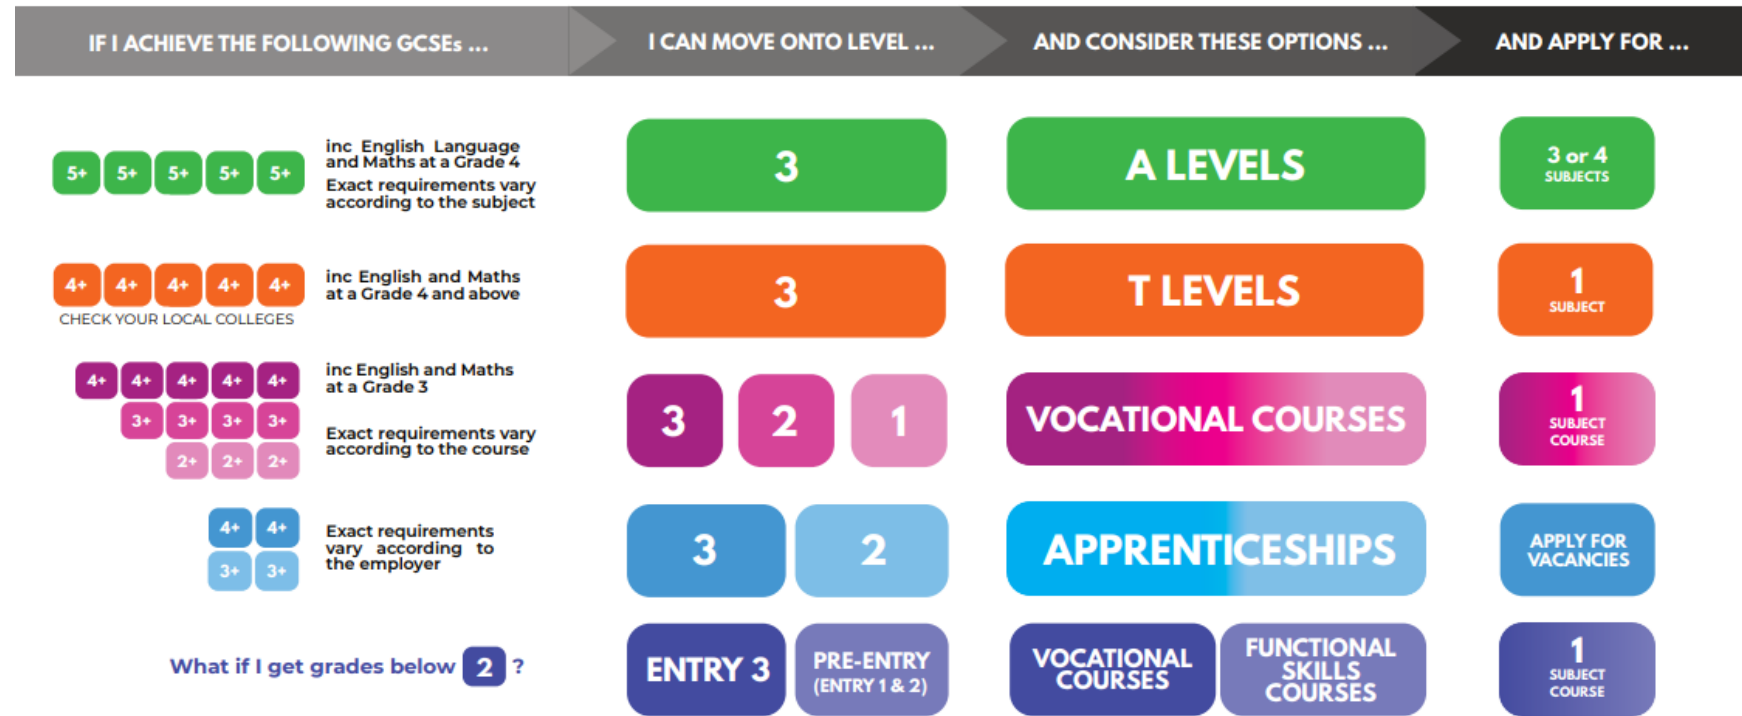 IF I ACHIEVE THE FOLLOWING GCSEs ...
I CAN MOVE ONTO LEVEL ...
AND CONSIDER THESE OPTIONS ...
AND APPLY FOR ...
5+ 5+ 5+ 5+ 5+
inc English Language
and Maths at a Grade 4
Exact requirements vary
according to the subject
3
A LEVELS
3 or 4
SUBJECTS
4+ 4+ 4+ 4+ 4+
CHECK YOUR LOCAL COLLEGES
inc English and Maths
at a Grade 4 and above
3
T LEVELS
1
SUBJECT
4+ 4+ 4+ 4+ 4+
3+ 3+ 3+ 3+
2+ 2+ 2+
inc English and Maths
at a Grade 3
Exact requirements vary
according to the course
3 2 1
VOCATIONAL COURSES
1
SUBJECT
COURSE
4+ 4+
3+ 3+
Exact requirements
vary according to
the employer
3 2
APPRENTICESHIPS
APPLY FOR
VACANCIES
What if I get grades below 2 ?
ENTRY 3
PRE-ENTRY
(ENTRY 1 & 2)
VOCATIONAL
COURSES
FUNCTIONAL
SKILLS
COURSES
1
SUBJECT
COURSE